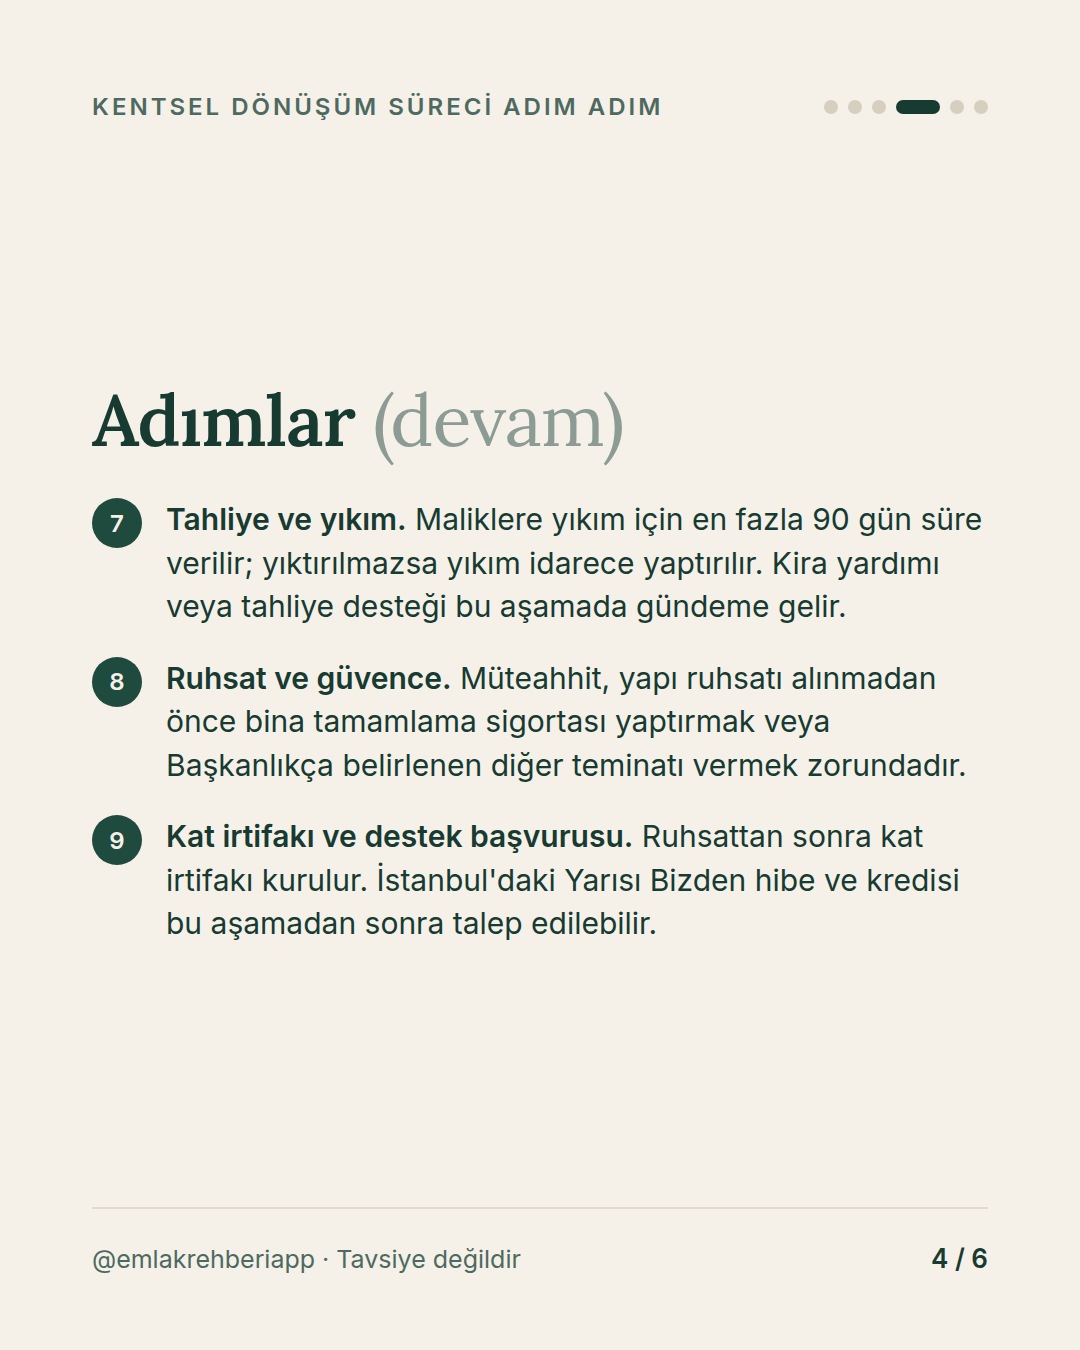 KENTSEL DÖNÜŞÜM SÜRECİ ADIM ADIM
Adımlar (devam)
7
Tahliye ve yıkım. Maliklere yıkım için en fazla 90 gün süre
verilir; yıktırılmazsa yıkım idarece yaptırılır. Kira yardımı
veya tahliye desteği bu aşamada gündeme gelir.
8
Ruhsat ve güvence. Müteahhit, yapı ruhsatı alınmadan
önce bina tamamlama sigortası yaptırmak veya
Başkanlıkça belirlenen diğer teminatı vermek zorundadır.
9
Kat irtifakı ve destek başvurusu. Ruhsattan sonra kat
irtifakı kurulur. İstanbul'daki Yarısı Bizden hibe ve kredisi
bu aşamadan sonra talep edilebilir.
@emlakrehberiapp · Tavsiye değildir
4 / 6